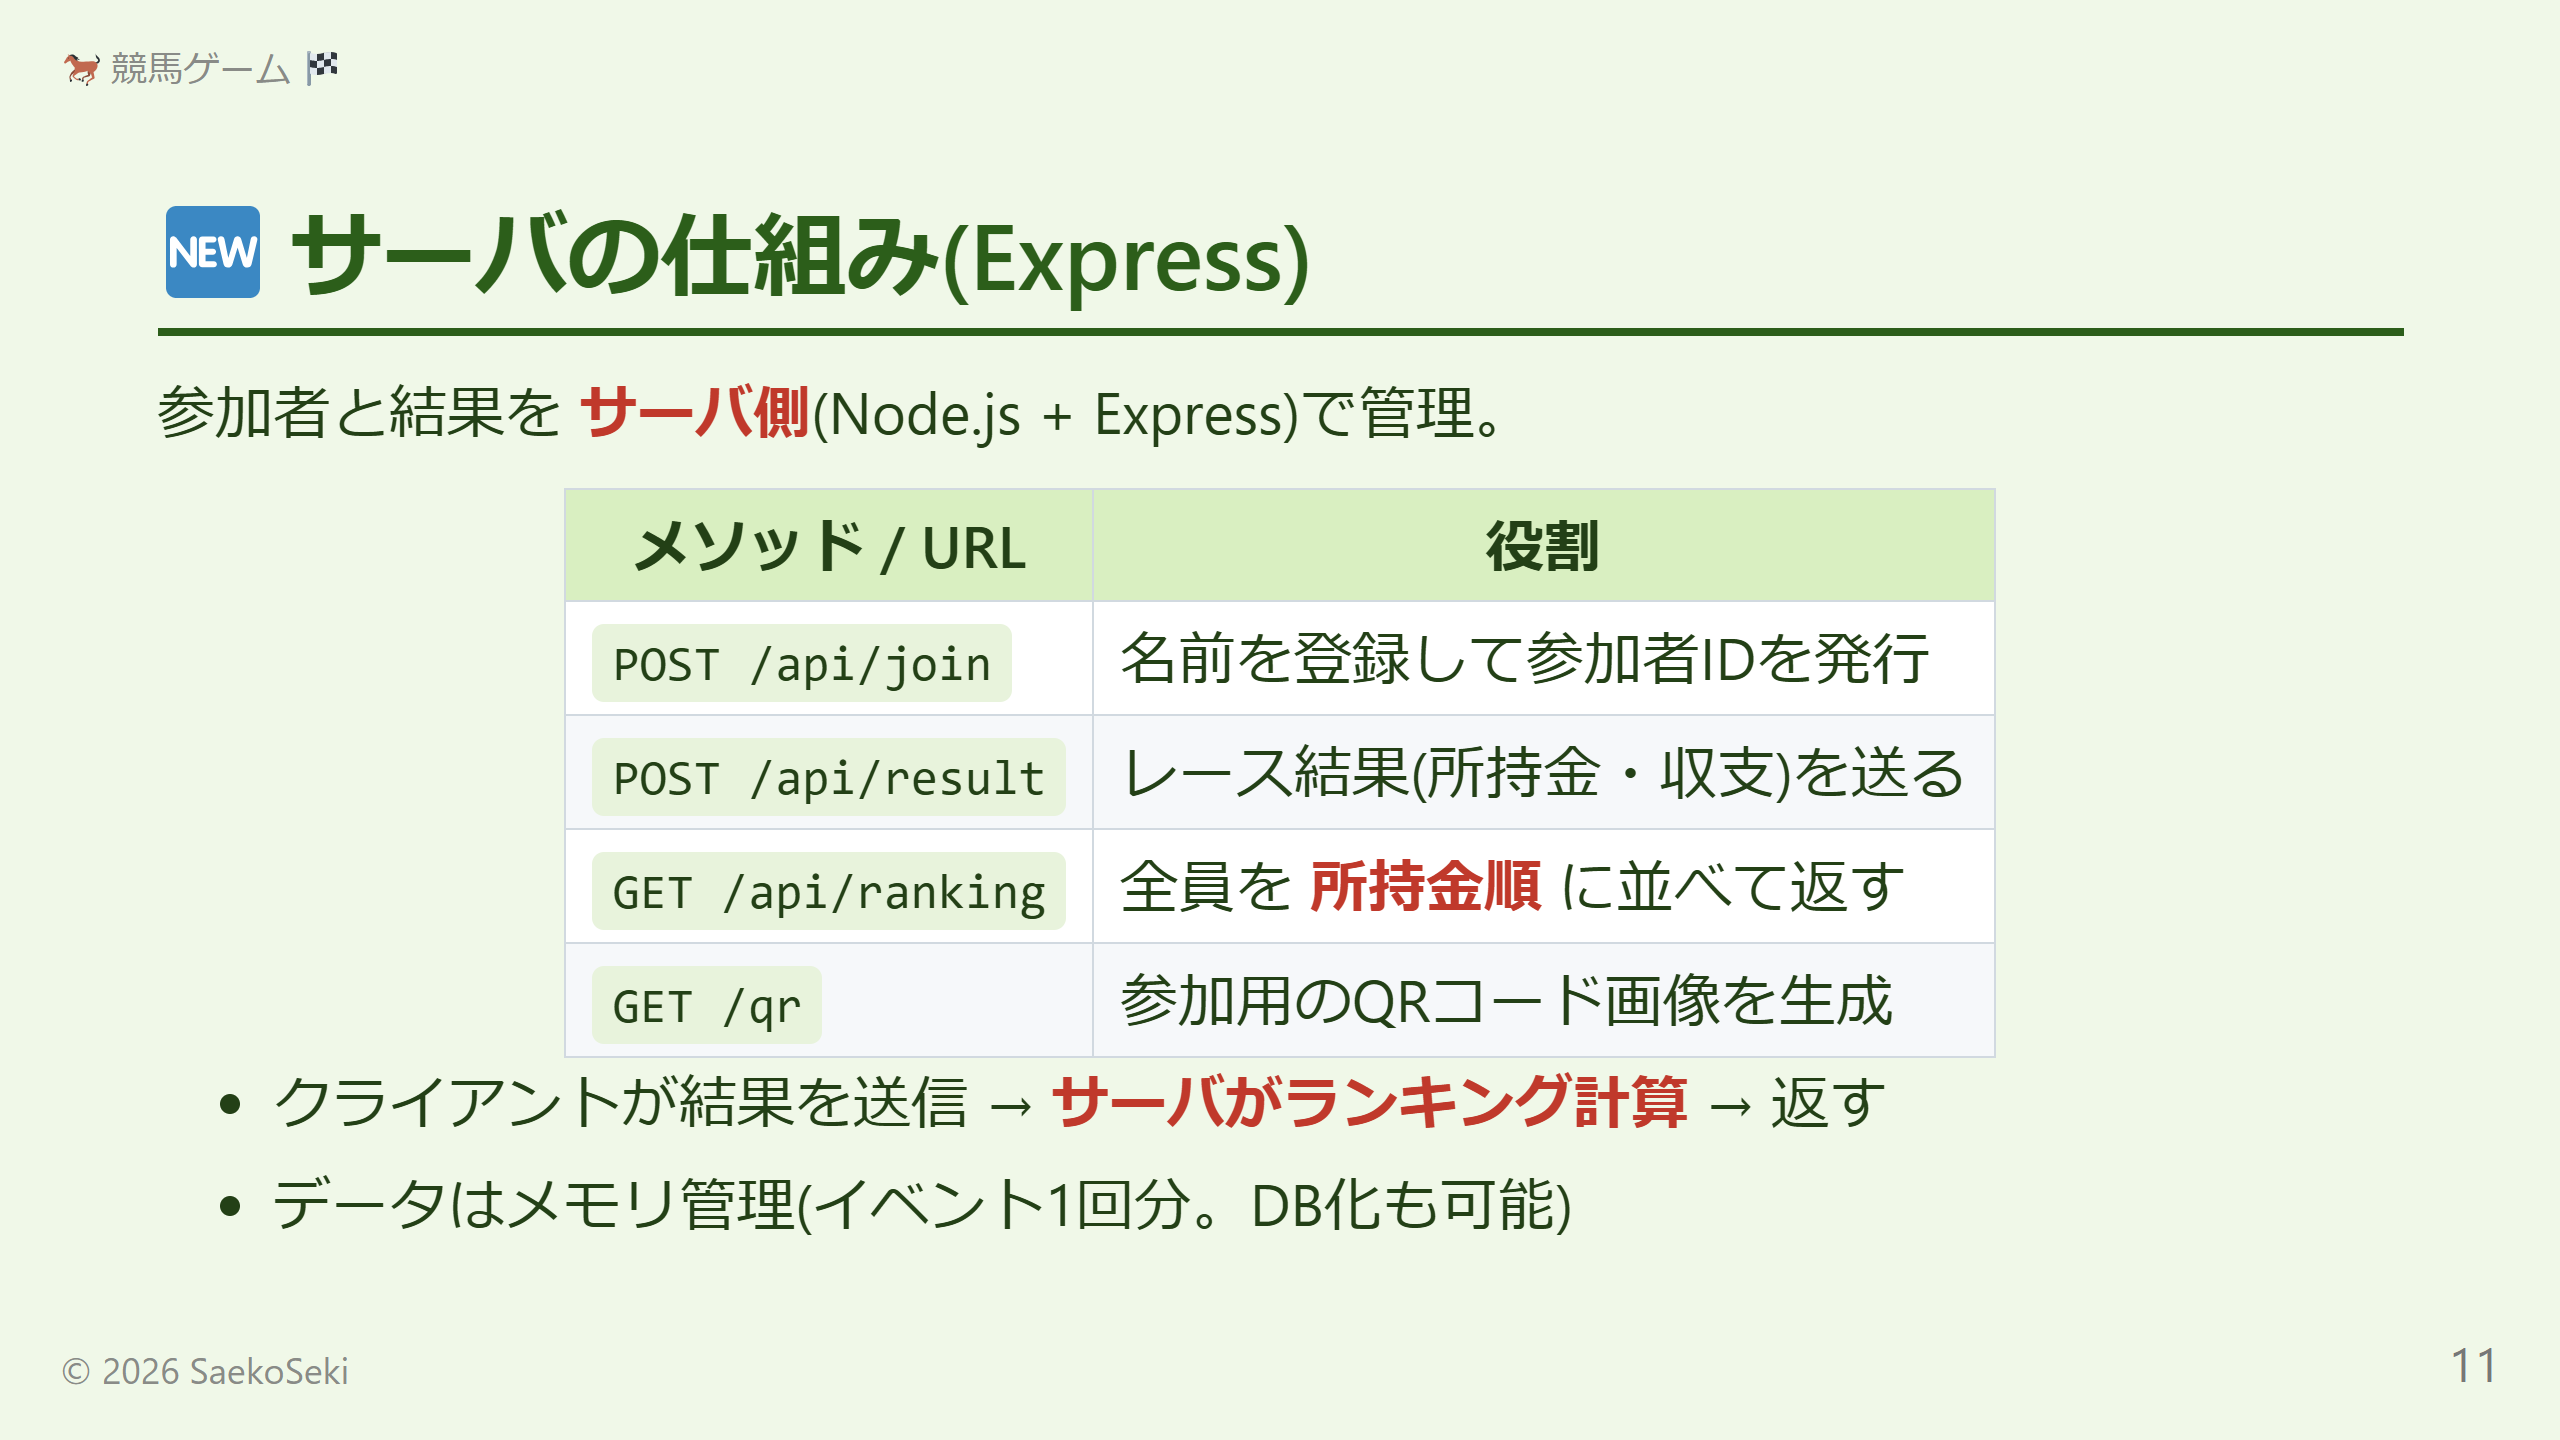 🐎 競馬ゲーム 🏁
🆕 サーバの仕組み(Express)
参加者と結果を サーバ側(Node.js + Express)で管理。
メソッド / URL 役割
POST /api/join 名前を登録して参加者IDを発行
POST /api/result レース結果(所持金・収支)を送る
GET /api/ranking 全員を 所持金順 に並べて返す
GET /qr 参加用のQRコード画像を生成
• クライアントが結果を送信 → サーバがランキング計算 → 返す
• データはメモリ管理(イベント1回分。DB化も可能)
© 2026 SaekoSeki
11